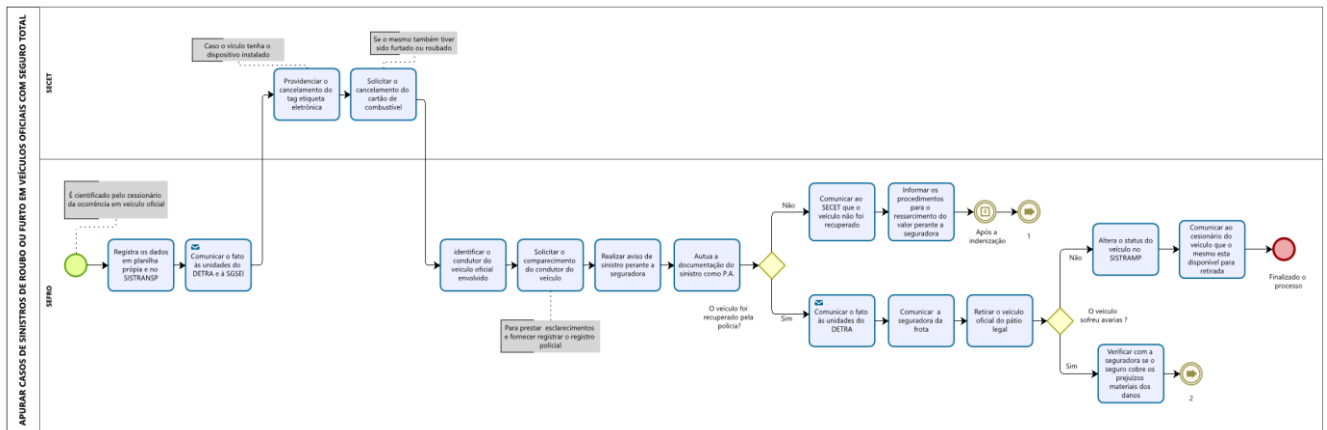 APURAR CASOS DE SINISTROS DE ROUBO OU FURTO EM VEÍCULOS OFICIAIS COM SEGURO TOTAL
SECET
Caso o vículo tenha o
dispositivo instalado
Se o mesmo também tiver
sido furtado ou roubado
Providenciar o
cancelamento do
tag etiqueta
eletrônica
Solicitar o
cancelamento do
cartão de
combustível
SEFRO
É cientificado pelo cessionário
da ocorrência em veiculo oficial
Registra os dados
em planilha
própia e no
SISTRANSP
Comunicar o fato
às unidades do
DETRA e à SGSEI
identificar o
condutor do
veiculo oficial
envolvido
Solicitar o
comparecimento
do condutor do
veículo
Para prestar esclarecimentos
e fornecer registrar o registro
policial
Realizar aviso de
sinistro perante a
seguradora
Autua a
documentação do
sinistro como P.A.
O veículo foi
recuperado pela
polícia?
Não
Comunicar ao
SECET que o
veículo não foi
recuperado
Informar os
procedimentos
para o
ressarcimento do
valor perante a
seguradora
Após a
indenização
1
Sim
Comunicar o fato
às unidades do
DETRA
Comunicar a
seguradora da
frota
Retirar o veículo
oficial do pátio
legal
O veículo
sofreu avarias ?
Não
Altera o status do
veículo no
SISTRAMP
Comunicar ao
cesionário do
veículo que o
mesmo esta
disponível para
retirada
Finalizado o
processo
Sim
Verificar com a
seguradora se o
seguro cobre os
prejuízos
materiais dos
danos
2